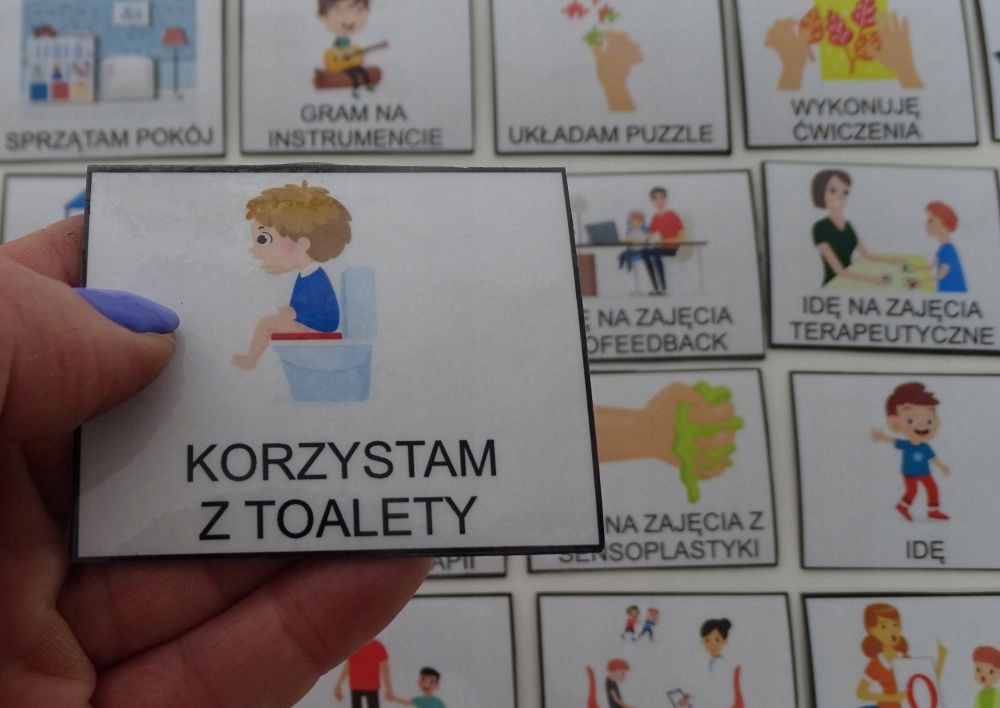 SPRZĄTAM POKÓJ
GRAM NA
INSTRUMENCIE
UKŁADAM PUZZLE
WYKONUJĘ
ĆWICZENIA
KORZYSTAM
Z TOALETY
NA ZAJĘCIA
IDĘ NA ZAJĘCIA
TERAPEUTYCZNE
NA ZAJĘCIA Z
SENSOPLASTYKI
IDĘ